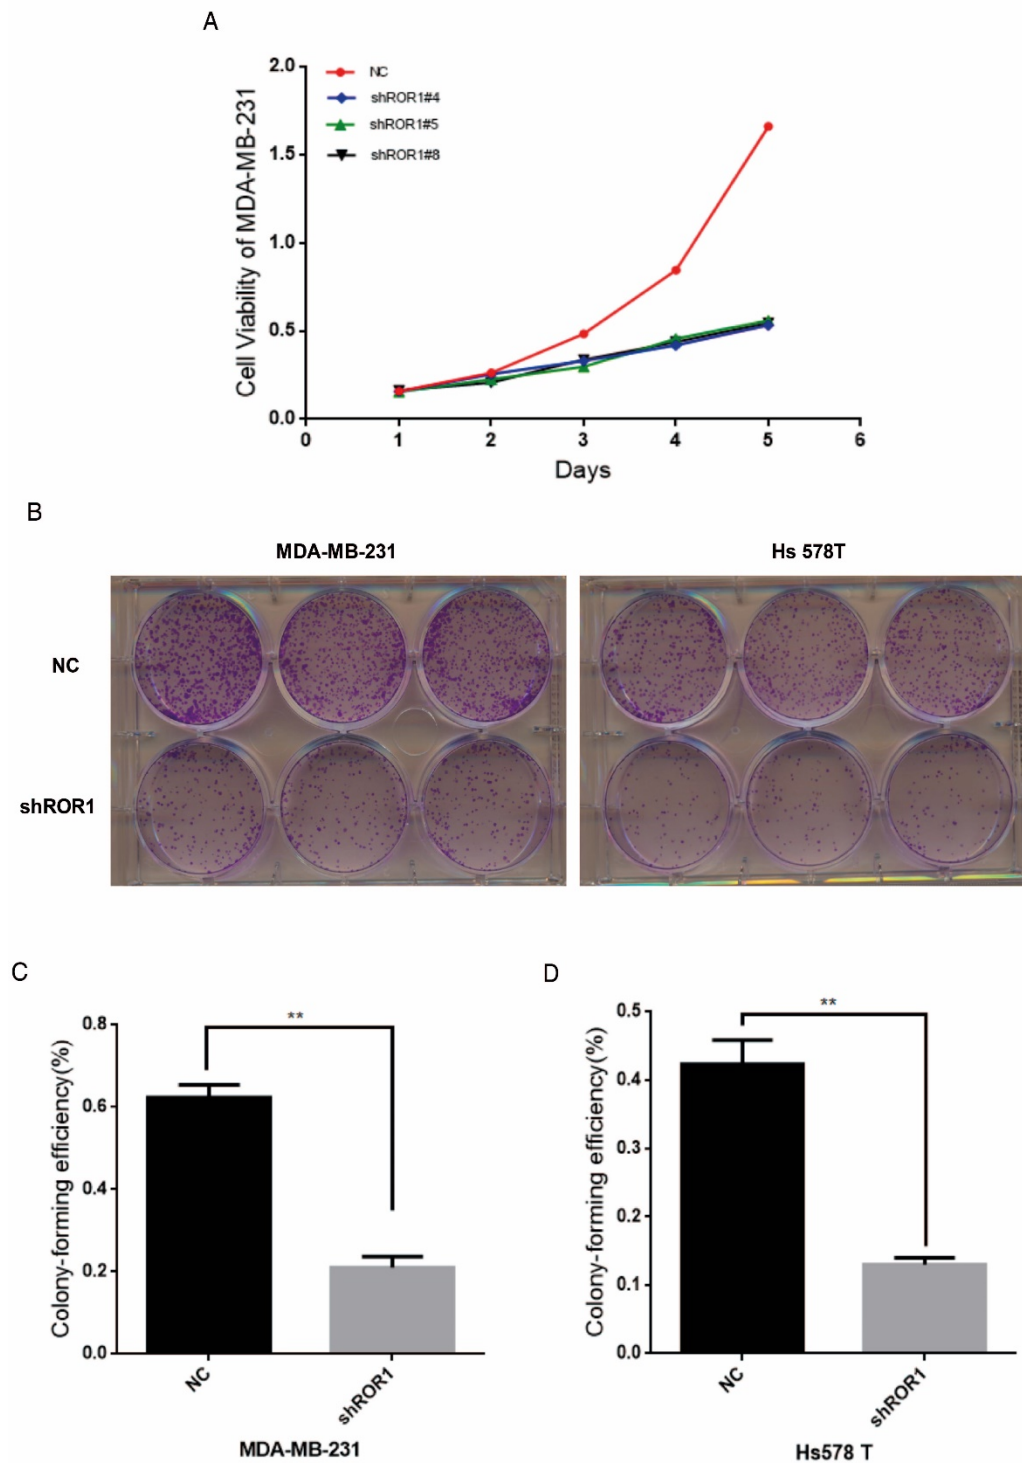 A
2.0
1.5
1.0
0.5
0.0
Cell Viability of MDA-MB-231
NC
shROR1#4
shROR1#5
shROR1#8
0 1 2 3 4 5 6
Days
B
MDA-MB-231 Hs 578T
NC
shROR1
C
0.8
0.6
0.4
0.2
0.0
Colony-forming efficiency(%)
**
NC shROR1
MDA-MB-231
D
0.5
0.4
0.3
0.2
0.1
0.0
Colony-forming efficiency(%)
**
NC shROR1
Hs578 T